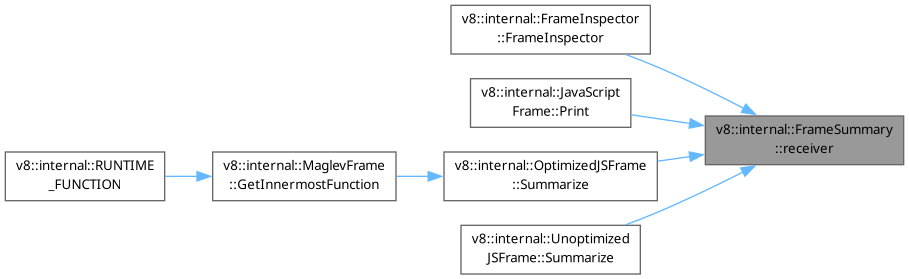 v8::internal::FrameInspector
::FrameInspector
v8::internal::JavaScript
Frame::Print
v8::internal::FrameSummary
::receiver
v8::internal::RUNTIME
_FUNCTION
v8::internal::MaglevFrame
::GetInnermostFunction
v8::internal::OptimizedJSFrame
::Summarize
v8::internal::Unoptimized
JSFrame::Summarize